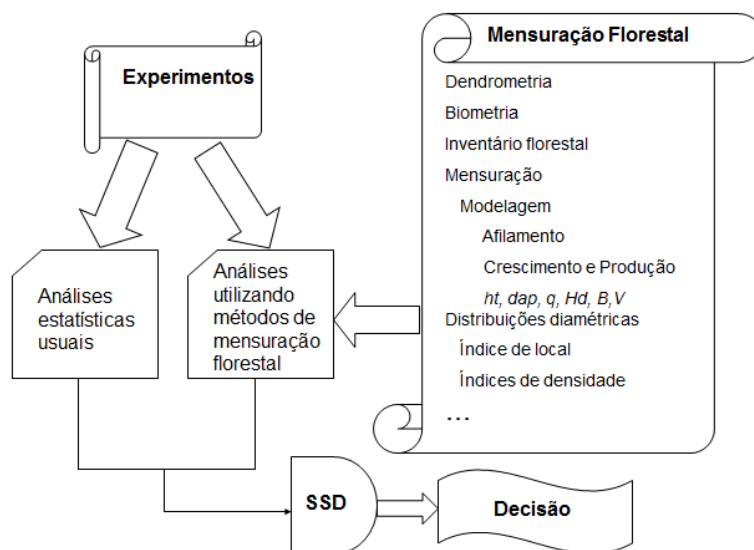 Experimentos
Mensuração Florestal
Dendrometria
Biometria
Inventário florestal
Mensuração
Modelagem
Afilamento
Crescimento e Produção
ht, dap, q, Hd, B,V
Distribuições diamétricas
Índice de local
Índices de densidade
...
Análises
estatísticas
usuais
Análises
utilizando
métodos de
mensuração
florestal
SSD
Decisão